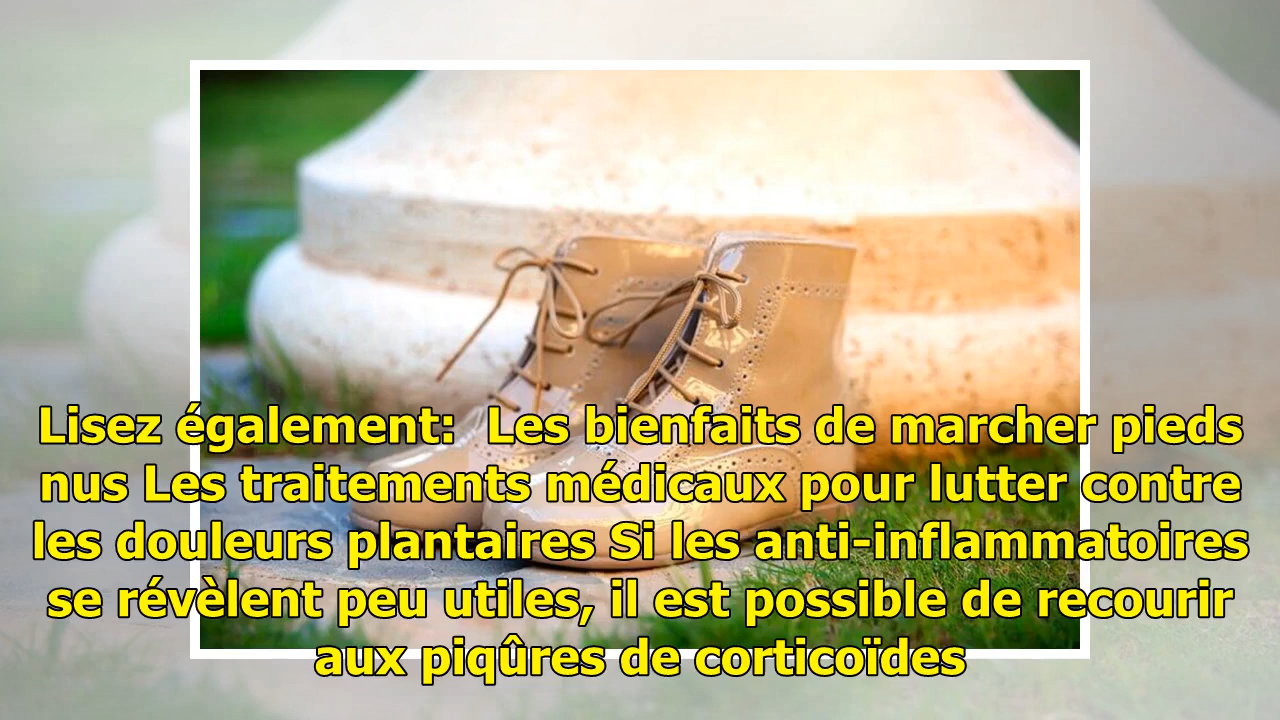 Lisez également:  Les bienfaits de marcher pieds
nus Les traitements médicaux pour lutter contre
les douleurs plantaires Si les anti-inflammatoires
se révèlent peu utiles, il est possible de recourir
aux piqûres de corticoïdes